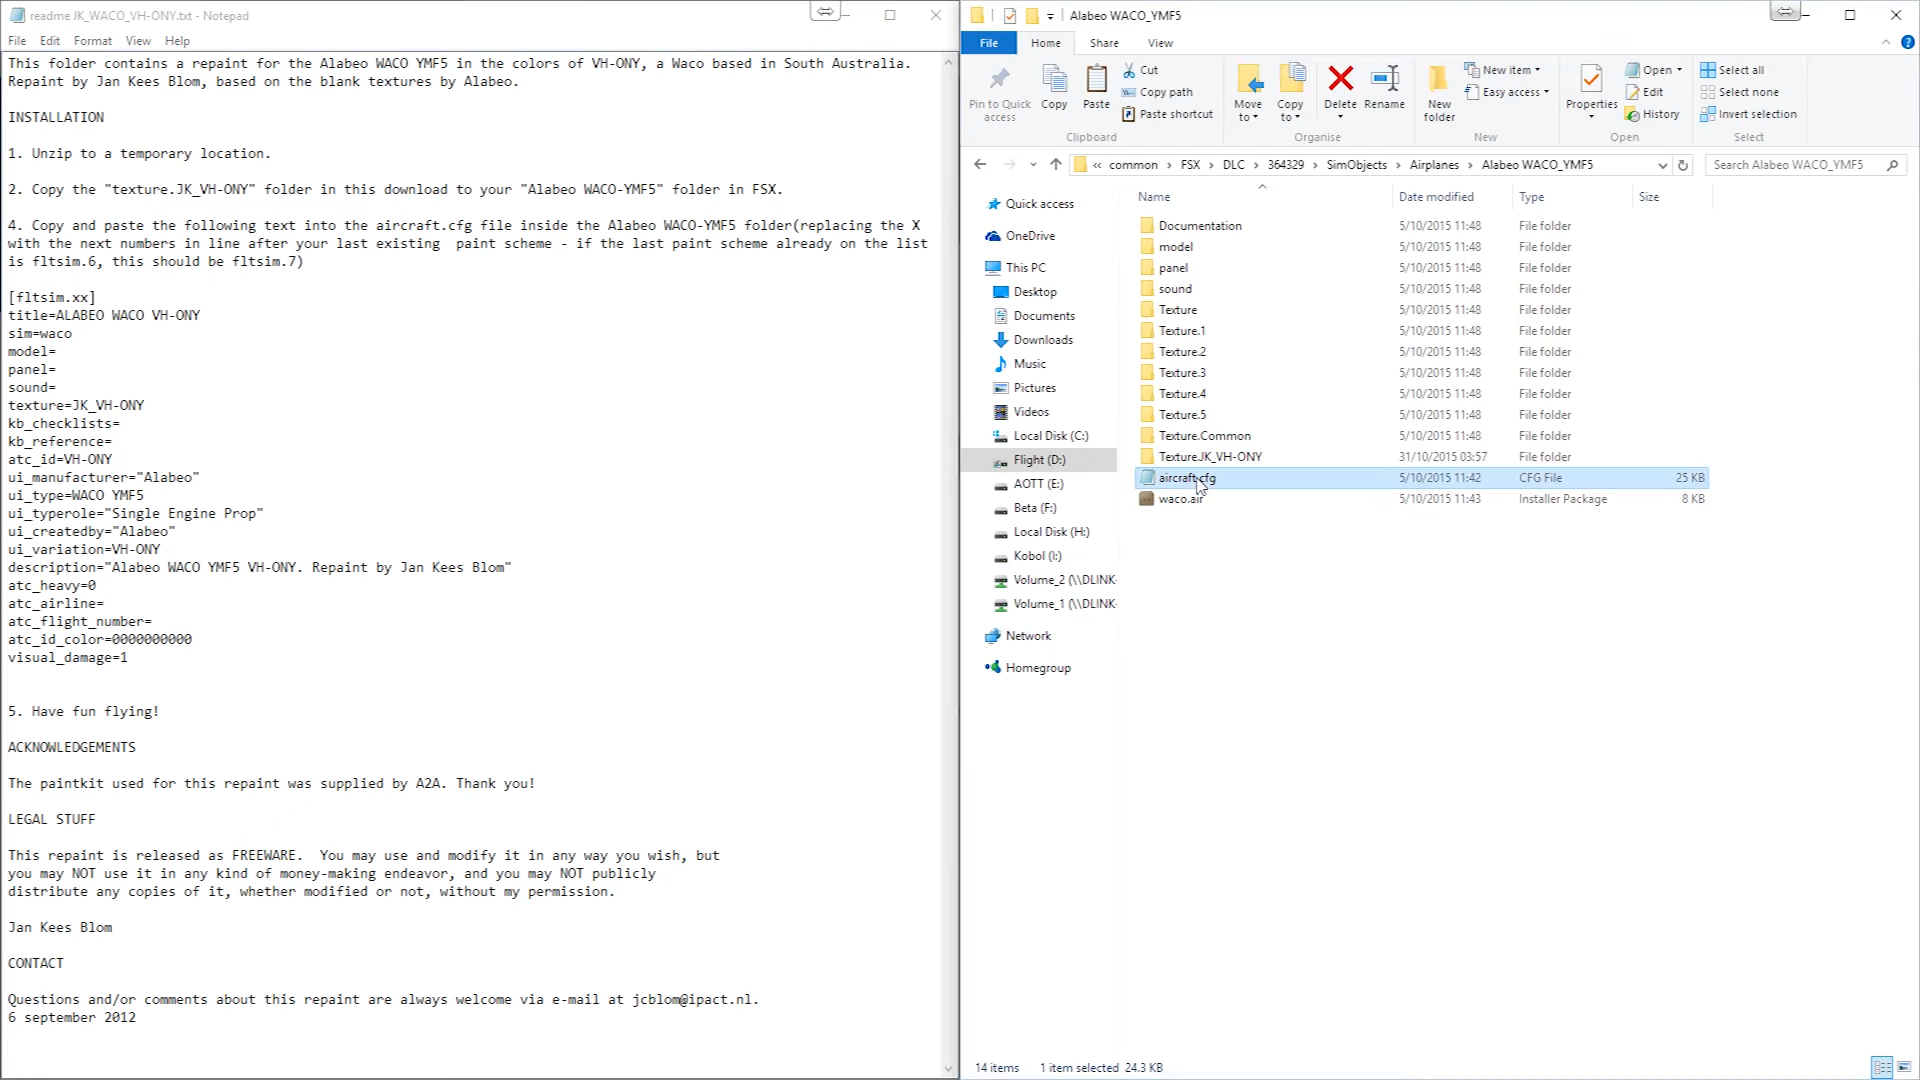 readme JK_WACO_VH-ONY.txt - Notepad
File Edit Format View Help
This folder contains a repaint for the Alabeo WACO YMF5 in the colors of VH-ONY, a Waco based in South Australia.
Repaint by Jan Kees Blom, based on the blank textures by Alabeo.
INSTALLATION
1. Unzip to a temporary location.
2. Copy the "texture.JK_VH-ONY" folder in this download to your "Alabeo WACO-YMF5" folder in FSX.
4. Copy and paste the following text into the aircraft.cfg file inside the Alabeo WACO-YMF5 folder(replacing the X
with the next numbers in line after your last existing  paint scheme - if the last paint scheme already on the list
is fltsim.6, this should be fltsim.7)
[fltsim.xx]
title=ALABEO WACO VH-ONY
sim=waco
model=
panel=
sound=
texture=JK_VH-ONY
kb_checklists=
kb_reference=
atc_id=VH-ONY
ui_manufacturer="Alabeo"
ui_type=WACO YMF5
ui_typerole="Single Engine Prop"
ui_createdby="Alabeo"
ui_variation=VH-ONY
description="Alabeo WACO YMF5 VH-ONY. Repaint by Jan Kees Blom"
atc_heavy=0
atc_airline=
atc_flight_number=
atc_id_color=0000000000
visual_damage=1
5. Have fun flying!
ACKNOWLEDGEMENTS
The paintkit used for this repaint was supplied by A2A. Thank you!
LEGAL STUFF
This repaint is released as FREEWARE.  You may use and modify it in any way you wish, but
you may NOT use it in any kind of money-making endeavor, and you may NOT publicly
distribute any copies of it, whether modified or not, without my permission.
Jan Kees Blom
CONTACT
Questions and/or comments about this repaint are always welcome via e-mail at jcblom@ipact.nl.
6 september 2012
Alabeo WACO_YMF5
File Home Share View
Pin to Quick access
Copy
Paste
Cut
Copy path
Paste shortcut
Clipboard
Move to
Copy to
Delete
Rename
Organise
New folder
New item
Easy access
New
Properties
Open
Edit
History
Open
Select all
Select none
Invert selection
Select
« common > FSX > DLC > 364329 > SimObjects > Airplanes > Alabeo WACO_YMF5
Search Alabeo WACO_YMF5
Quick access
OneDrive
This PC
Desktop
Documents
Downloads
Music
Pictures
Videos
Local Disk (C:)
Flight (D:)
AOTT (E:)
Beta (F:)
Local Disk (H:)
Kobol (I:)
Volume_2 (\\DLINK-
Volume_1 (\\DLINK-
Network
Homegroup
Name Date modified Type Size
Documentation 5/10/2015 11:48 File folder
model 5/10/2015 11:48 File folder
panel 5/10/2015 11:48 File folder
sound 5/10/2015 11:48 File folder
Texture 5/10/2015 11:48 File folder
Texture.1 5/10/2015 11:48 File folder
Texture.2 5/10/2015 11:48 File folder
Texture.3 5/10/2015 11:48 File folder
Texture.4 5/10/2015 11:48 File folder
Texture.5 5/10/2015 11:48 File folder
Texture.Common 5/10/2015 11:48 File folder
Texture.JK_VH-ONY 31/10/2015 03:57 File folder
aircraft.cfg 5/10/2015 11:42 CFG File 25 KB
waco.air 5/10/2015 11:43 Installer Package 8 KB
14 items 1 item selected 24.3 KB